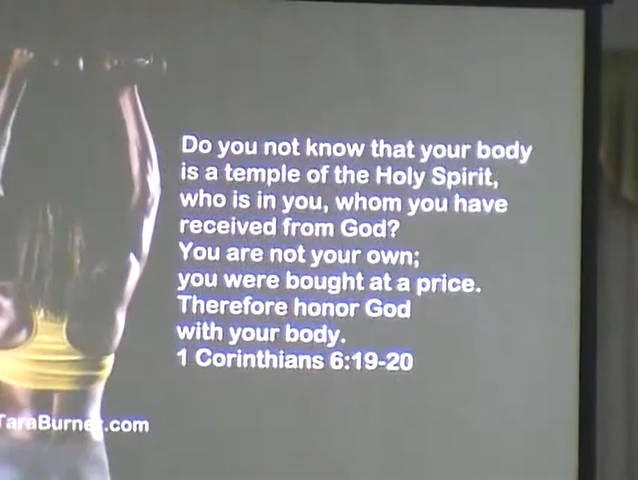 Do you not know that your body
is a temple of the Holy Spirit,
who is in you, whom you have
received from God?
You are not your own;
you were bought at a price.
Therefore honor God
with your body.
1 Corinthians 6:19-20
TaraBurner.com